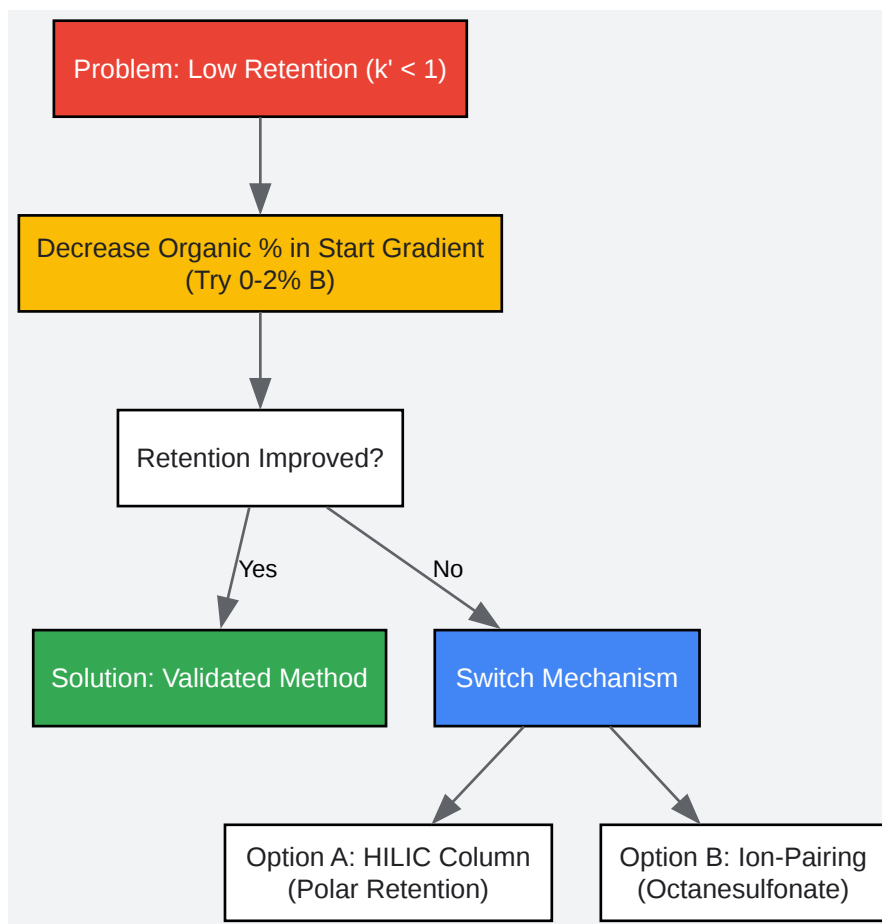 Problem: Low Retention (k' < 1)
Decrease Organic % in Start Gradient
(Try 0-2% B)
Retention Improved?
Yes
No
Solution: Validated Method
Switch Mechanism
Option A: HILIC Column
(Polar Retention)
Option B: Ion-Pairing
(Octanesulfonate)